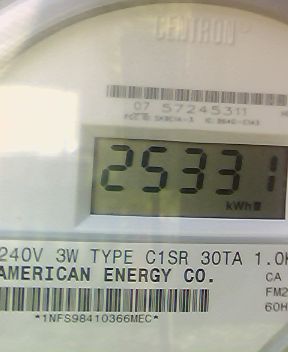 CENTRON
07 57245311
25331
kWh
240V 3W TYPE C1SR 30TA 1.0K
AMERICAN ENERGY CO.
CA
FM2
60H
*1NFS98410366MEC*